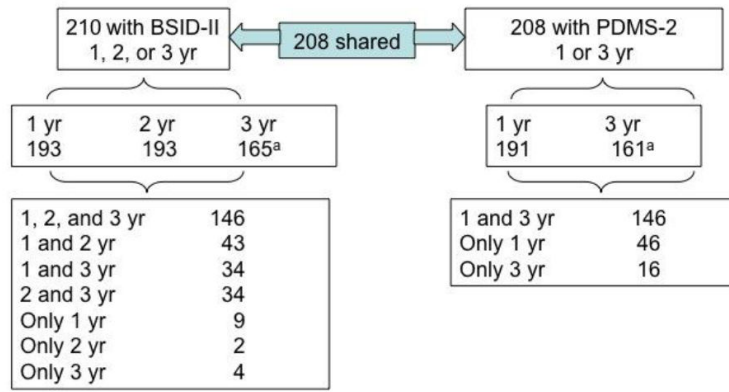 210 with BSID-II
1, 2, or 3 yr
208 shared
208 with PDMS-2
1 or 3 yr
1 yr 2 yr 3 yr
193 193 165ᵃ
1 yr 3 yr
191 161ᵃ
1, 2, and 3 yr 146
1 and 2 yr 43
1 and 3 yr 34
2 and 3 yr 34
Only 1 yr 9
Only 2 yr 2
Only 3 yr 4
1 and 3 yr 146
Only 1 yr 46
Only 3 yr 16